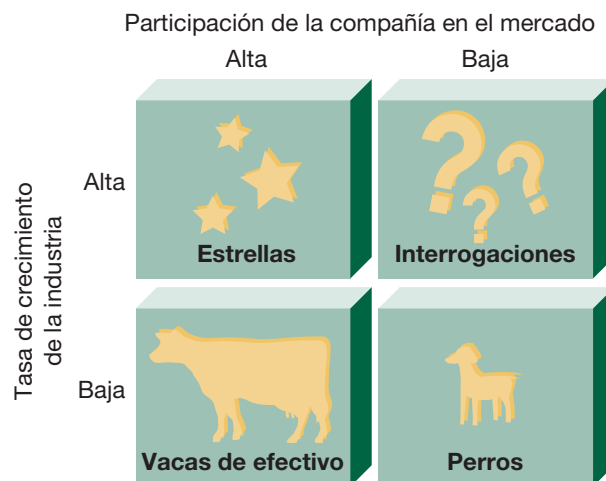 Participación de la compañía en el mercado
Alta
Baja
Tasa de crecimiento
de la industria
Alta
Estrellas
Interrogaciones
Baja
Vacas de efectivo
Perros